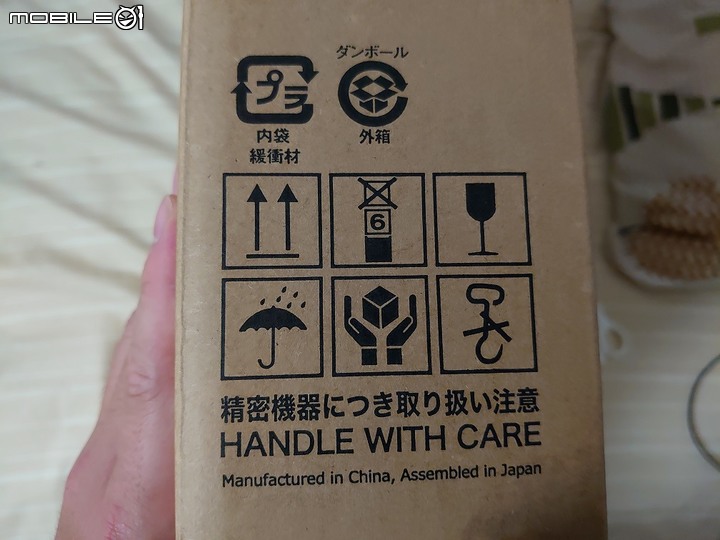 mobile01
ダンボール
プラ
内袋
緩衝材
外箱
6
精密機器につき取り扱い注意
HANDLE WITH CARE
Manufactured in China, Assembled in Japan